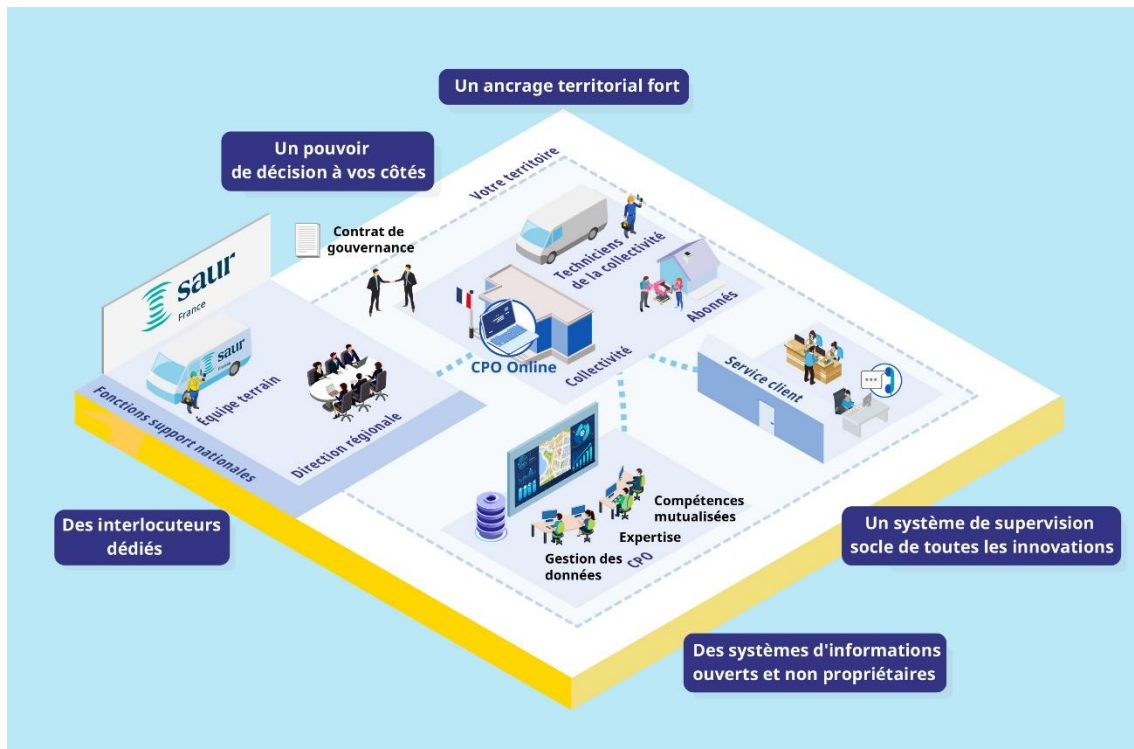 Un ancrage territorial fort
Un pouvoir
de décision à vos côtés
Votre territoire
Contrat de
gouvernance
Techniciens
de la collectivité
Abonnés
saur
France
saur
France
CPO Online
Collectivité
Service client
Équipe terrain
Direction régionale
Fonctions support nationales
Compétences
mutualisées
Expertise
Gestion des
données
CPO
Des interlocuteurs
dédiés
Un système de supervision
socle de toutes les innovations
Des systèmes d'informations
ouverts et non propriétaires